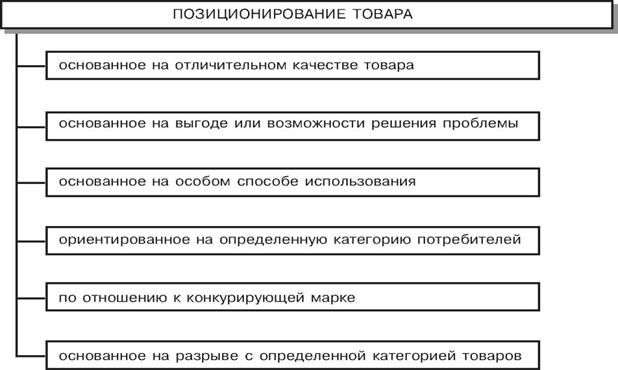 ПОЗИЦИОНИРОВАНИЕ ТОВАРА
основанное на отличительном качестве товара
основанное на выгоде или возможности решения проблемы
основанное на особом способе использования
ориентированное на определенную категорию потребителей
по отношению к конкурирующей марке
основанное на разрыве с определенной категорией товаров